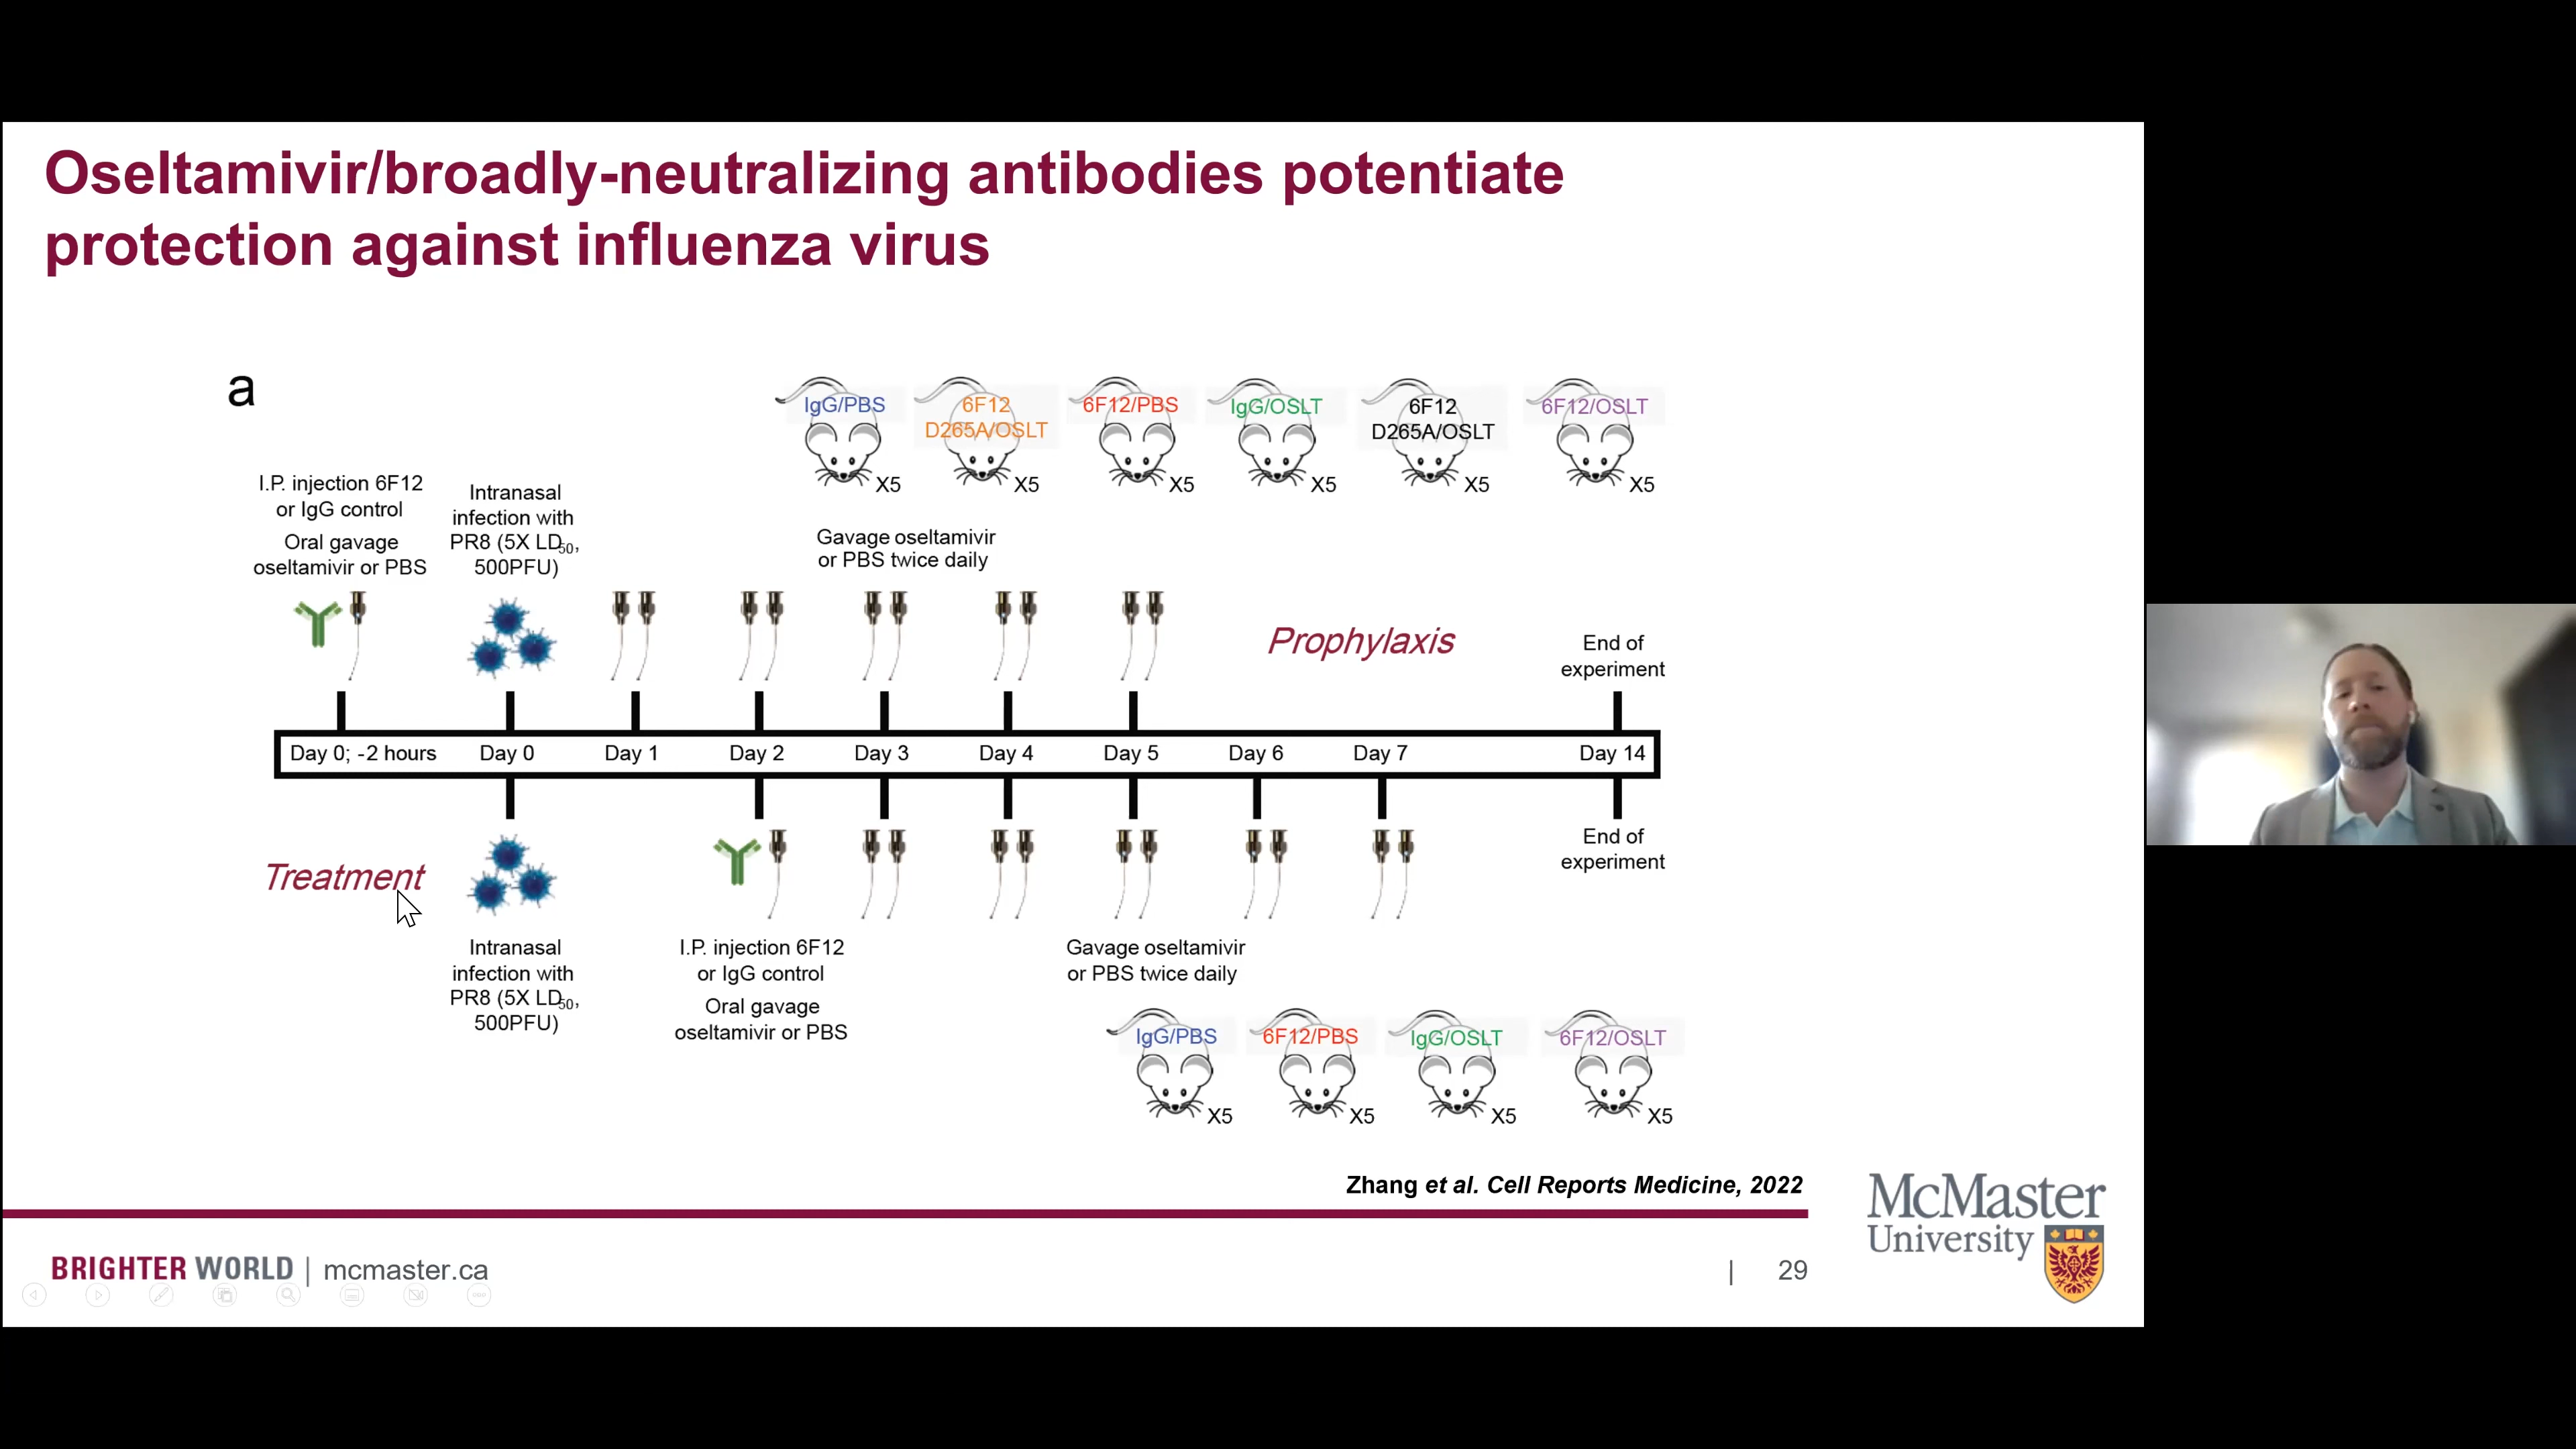 Oseltamivir/broadly-neutralizing antibodies potentiate
protection against influenza virus
a
IgG/PBS
X5
6F12
D265A/OSLT
X5
6F12/PBS
X5
IgG/OSLT
X5
6F12
D265A/OSLT
X5
6F12/OSLT
X5
I.P. injection 6F12
or IgG control
Oral gavage
oseltamivir or PBS
Intranasal
infection with
PR8 (5X LD50,
500PFU)
Gavage oseltamivir
or PBS twice daily
Prophylaxis
End of
experiment
Day 0; -2 hours
Day 0
Day 1
Day 2
Day 3
Day 4
Day 5
Day 6
Day 7
Day 14
Treatment
Intranasal
infection with
PR8 (5X LD50,
500PFU)
I.P. injection 6F12
or IgG control
Oral gavage
oseltamivir or PBS
Gavage oseltamivir
or PBS twice daily
End of
experiment
IgG/PBS
X5
6F12/PBS
X5
IgG/OSLT
X5
6F12/OSLT
X5
Zhang et al. Cell Reports Medicine, 2022
BRIGHTER WORLD | mcmaster.ca
| 29
McMaster
University